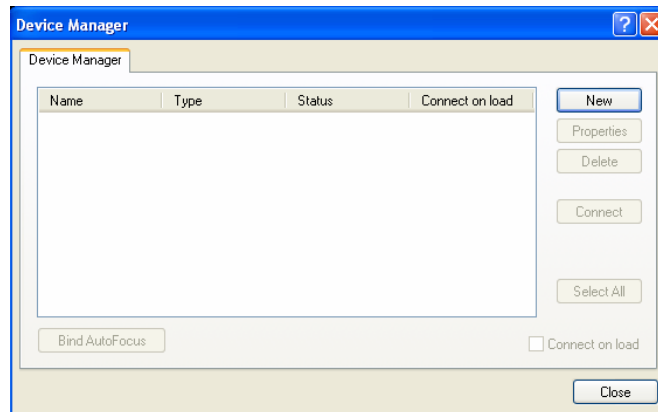 Device Manager
Device Manager
Name Type Status Connect on load
New
Properties
Delete
Connect
Select All
Bind AutoFocus
Connect on load
Close